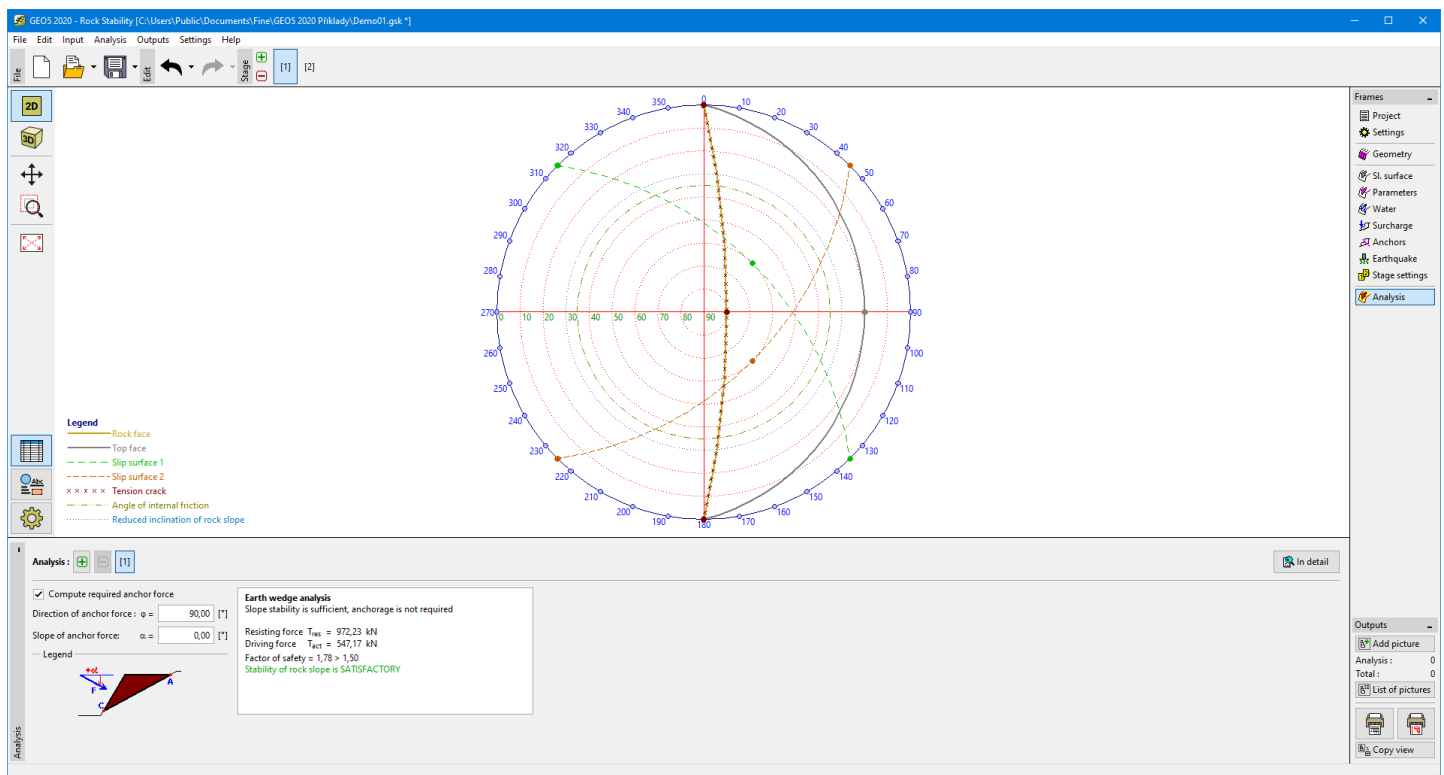 GEO5 2020 - Rock Stability [C:\Users\Public\Documents\Fine\GEO5 2020 Příklady\Demo01.gsk *]
File Edit Input Analysis Outputs Settings Help
File
Edit
Stage
[1] [2]
2D
3D
0
10
20
30
40
50
60
70
80
90
100
110
120
130
140
150
160
170
180
190
200
210
220
230
240
250
260
270
280
290
300
310
320
330
340
350
0 10 20 30 40 50 60 70 80 90
Legend
Rock face
Top face
Slip surface 1
Slip surface 2
Tension crack
Angle of internal friction
Reduced inclination of rock slope
Abc
Frames
Project
Settings
Geometry
Sl. surface
Parameters
Water
Surcharge
Anchors
Earthquake
Stage settings
Analysis
Analysis : [1]
In detail
Compute required anchor force
Direction of anchor force : φ = 90,00 [°]
Slope of anchor force: α = 0,00 [°]
Legend
+α
F
A
C
Earth wedge analysis
Slope stability is sufficient, anchorage is not required
Resisting force Tres = 972,23 kN
Driving force Tact = 547,17 kN
Factor of safety = 1,78 > 1,50
Stability of rock slope is SATISFACTORY
Analysis
Outputs
Add picture
Analysis : 0
Total : 0
List of pictures
Copy view